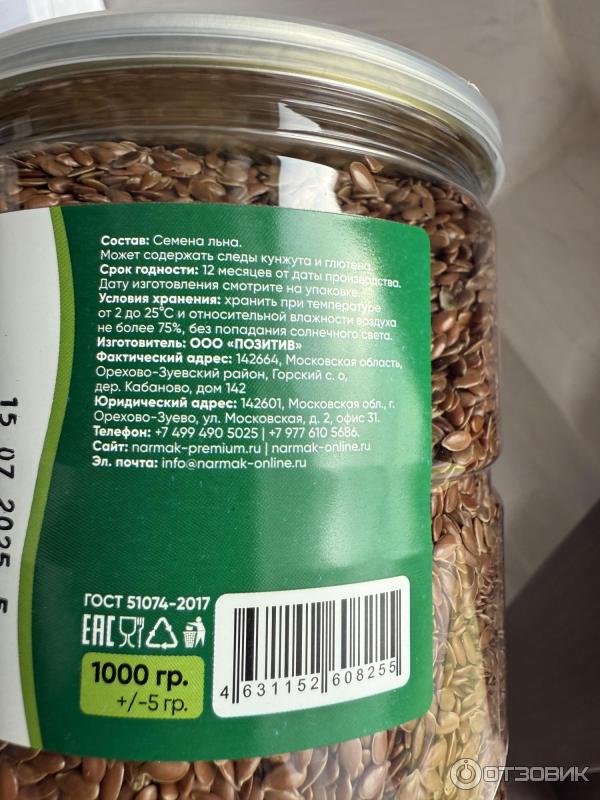 Состав: Семена льна.
Может содержать следы кунжута и глютена.
Срок годности: 12 месяцев от даты производства.
Дату изготовления смотрите на упаковке.
Условия хранения: хранить при температуре
от 2 до 25°С и относительной влажности воздуха
не более 75%, без попадания солнечного света.
Изготовитель: ООО «ПОЗИТИВ»
Фактический адрес: 142664, Московская область,
Орехово-Зуевский район, Горский с. о,
дер. Кабаново, дом 142
Юридический адрес: 142601, Московская обл., г.
Орехово-Зуево, ул. Московская, д. 2, офис 31.
Телефон: +7 499 490 5025 | +7 977 610 5686.
Сайт: narmak-premium.ru | narmak-online.ru
Эл. почта: info@narmak-online.ru
15 07 2025
ГОСТ 51074-2017
EAC
1000 гр.
+/-5 гр.
4 631152 608255
ОТЗОВИК